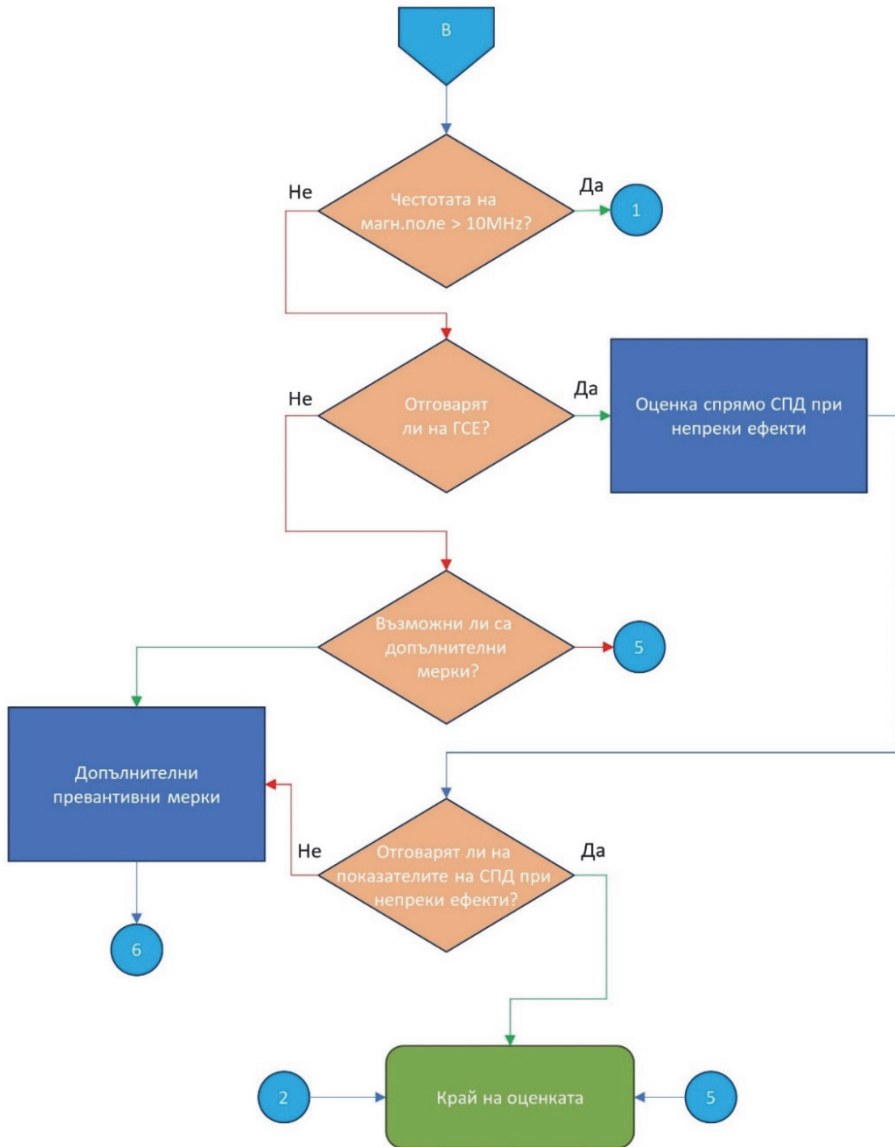 В
Не
Да
Честотата на
магн.поле > 10MHz?
1
Не
Да
Отговарят
ли на ГСЕ?
Оценка спрямо СПД при
непреки ефекти
Възможни ли са
допълнителни
мерки?
5
Допълнителни
превантивни мерки
Не
Да
Отговарят ли на
показателите на СПД при
непреки ефекти?
6
2
Край на оценката
5